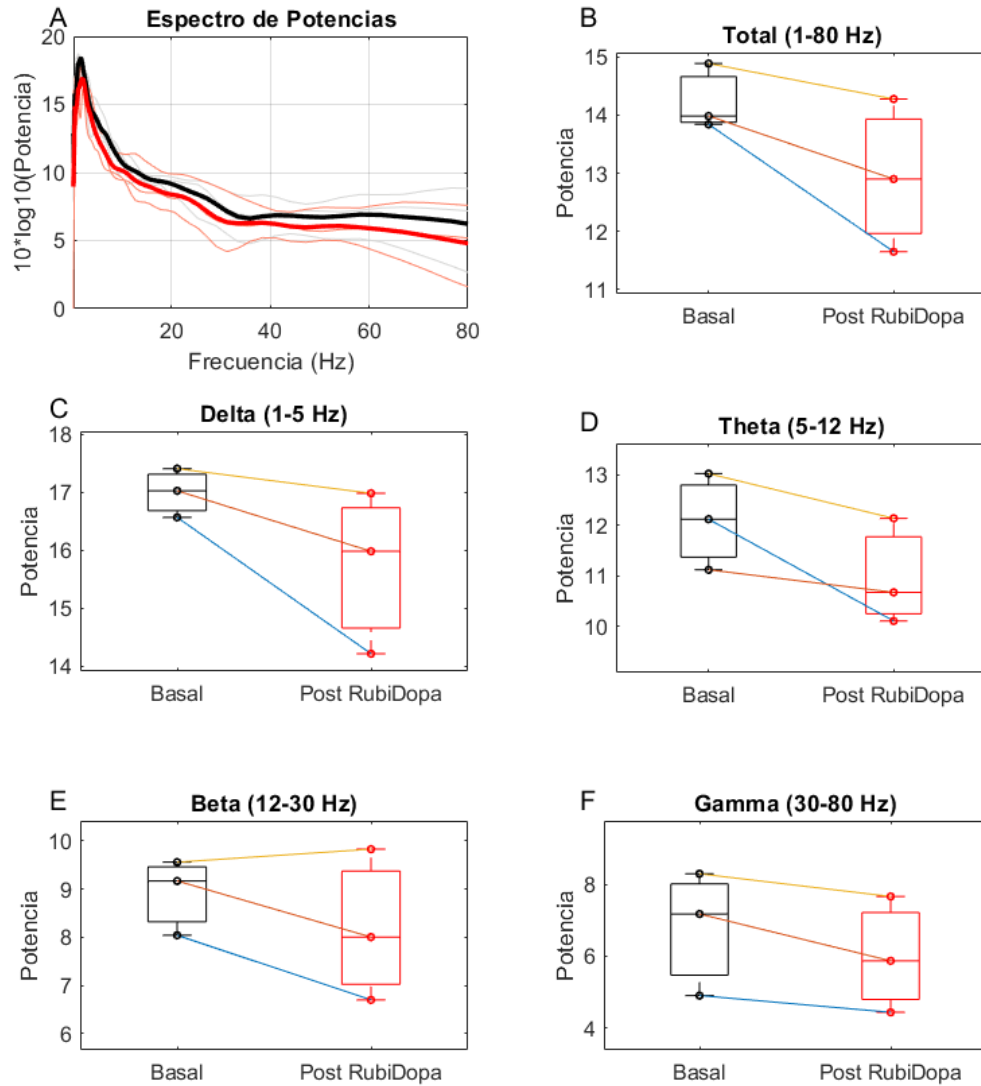 A
Espectro de Potencias
20
15
10
5
0
20
40
60
80
10*log10(Potencia)
Frecuencia (Hz)
B
Total (1-80 Hz)
15
14
13
12
11
Potencia
Basal
Post RubiDopa
C
Delta (1-5 Hz)
18
17
16
15
14
Potencia
Basal
Post RubiDopa
D
Theta (5-12 Hz)
13
12
11
10
Potencia
Basal
Post RubiDopa
E
Beta (12-30 Hz)
10
9
8
7
6
Potencia
Basal
Post RubiDopa
F
Gamma (30-80 Hz)
8
6
4
Potencia
Basal
Post RubiDopa